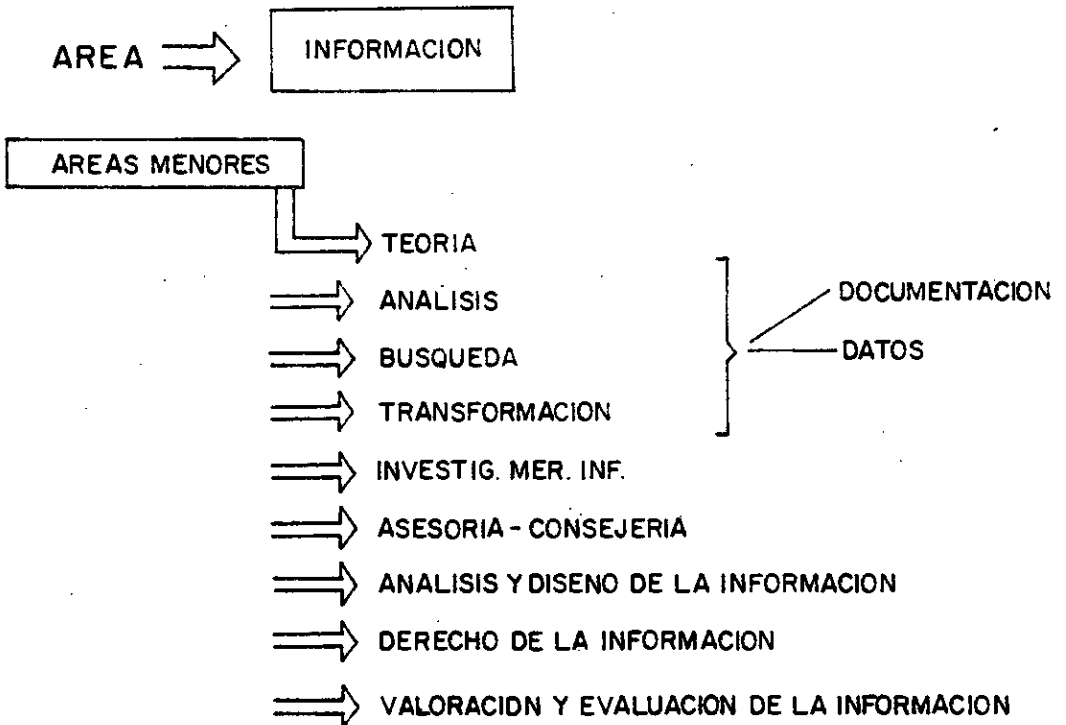 AREA INFORMACION
AREAS MENORES
TEORIA
ANALISIS
BUSQUEDA
TRANSFORMACION
DOCUMENTACION
DATOS
INVESTIG. MER. INF.
ASESORIA - CONSEJERIA
ANALISIS Y DISENO DE LA INFORMACION
DERECHO DE LA INFORMACION
VALORACION Y EVALUACION DE LA INFORMACION